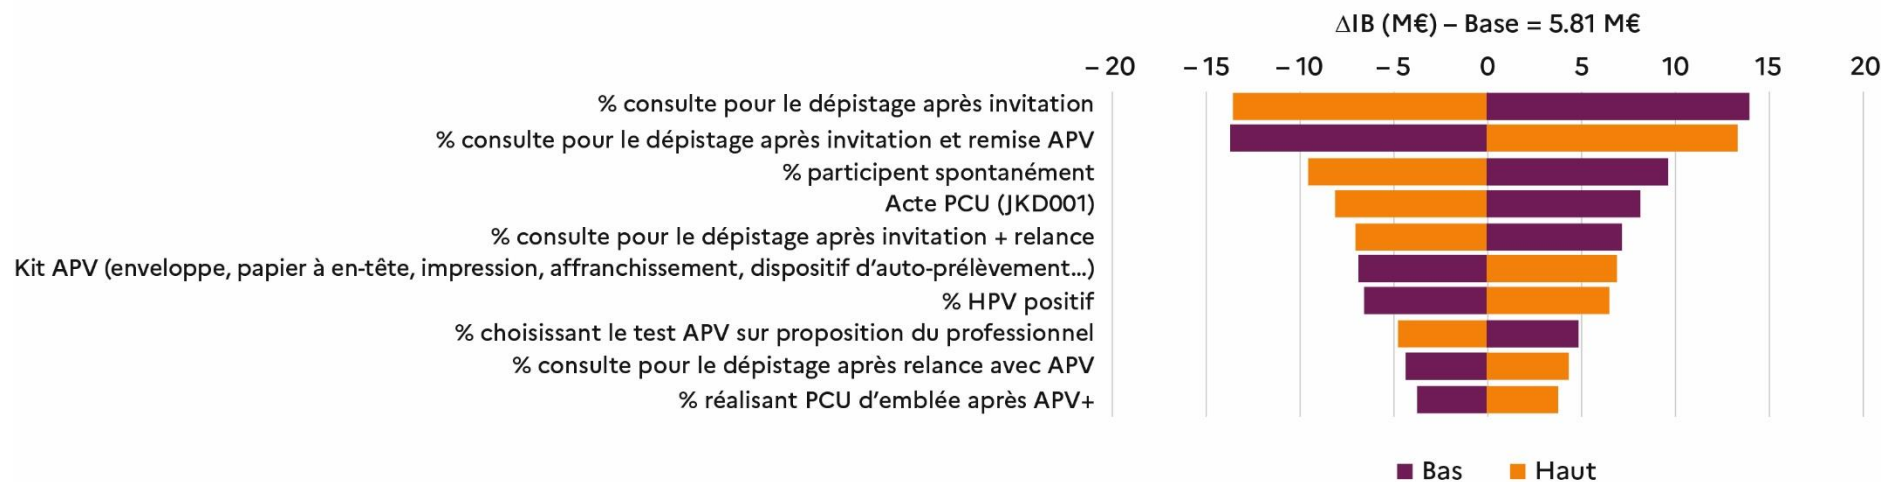 ΔIB (M€) – Base = 5.81 M€
– 20 – 15 – 10 – 5 0 5 10 15 20
% consulte pour le dépistage après invitation
% consulte pour le dépistage après invitation et remise APV
% participent spontanément
Acte PCU (JKD001)
% consulte pour le dépistage après invitation + relance
Kit APV (enveloppe, papier à en-tête, impression, affranchissement, dispositif d’auto-prélèvement...)
% HPV positif
% choisissant le test APV sur proposition du professionnel
% consulte pour le dépistage après relance avec APV
% réalisant PCU d’emblée après APV+
Bas Haut